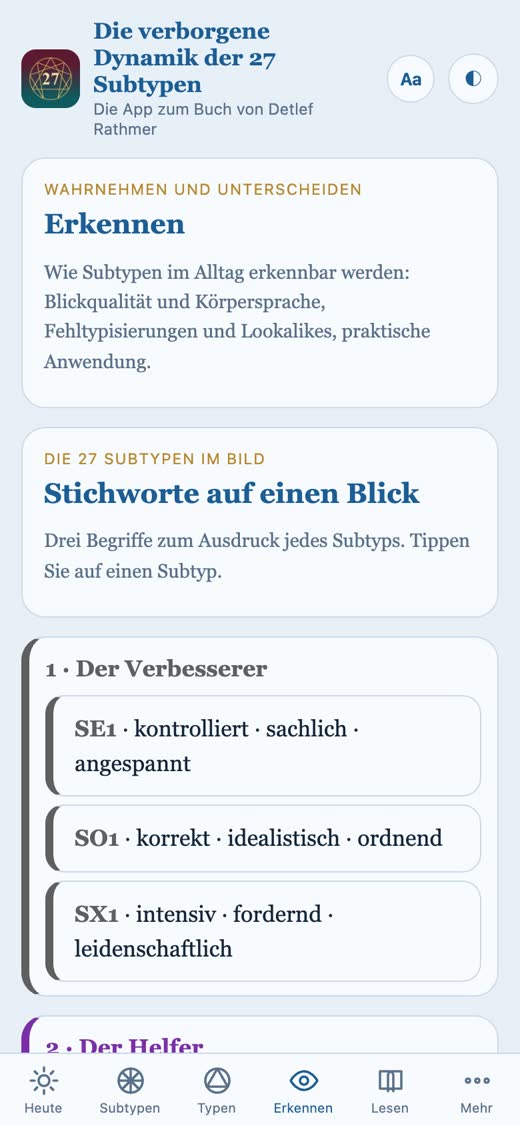 27
Die verborgene
Dynamik der 27
Subtypen
Die App zum Buch von Detlef
Rathmer
Aa
WAHRNEHMEN UND UNTERSCHEIDEN
Erkennen
Wie Subtypen im Alltag erkennbar werden:
Blickqualität und Körpersprache,
Fehltypisierungen und Lookalikes, praktische
Anwendung.
DIE 27 SUBTYPEN IM BILD
Stichworte auf einen Blick
Drei Begriffe zum Ausdruck jedes Subtyps. Tippen
Sie auf einen Subtyp.
1 · Der Verbesserer
SE1 · kontrolliert · sachlich ·
angespannt
SO1 · korrekt · idealistisch · ordnend
SX1 · intensiv · fordernd ·
leidenschaftlich
2 · Der Helfer
Heute
Subtypen
Typen
Erkennen
Lesen
Mehr